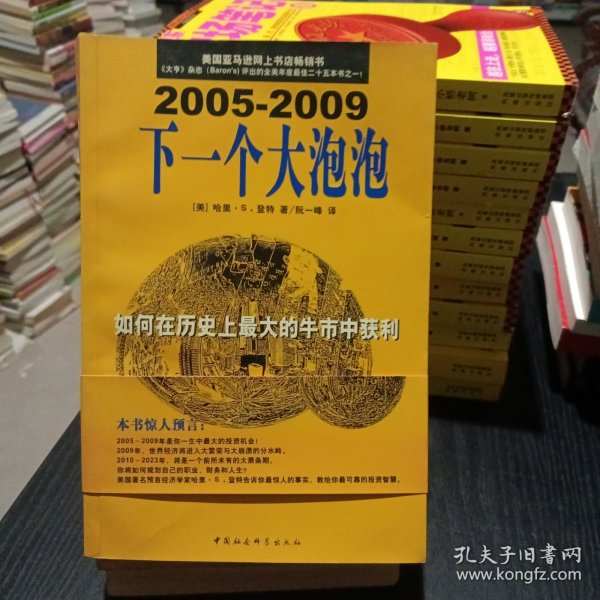 美国亚马逊网上书店畅销书
《大亨》杂志（Baron's）评出的全美年度最佳二十五本书之一！
2005-2009
下一个大泡泡
[美] 哈里·S．登特 著/阮一峰 译
如何在历史上最大的牛市中获利
本书惊人预言：
2005－2009年是你一生中最大的投资机会！
2009年，世界经济将进入大繁荣与大崩溃的分水岭。
2010－2023年，将是一个前所未有的大萧条期。
你将如何规划自己的职业、财务和人生？
美国著名预言经济学家哈里·S．登特告诉你最惊人的事实，教给你最可靠的投资智慧。
中国社会科学出版社
孔夫子旧书网
www.kongfz.com